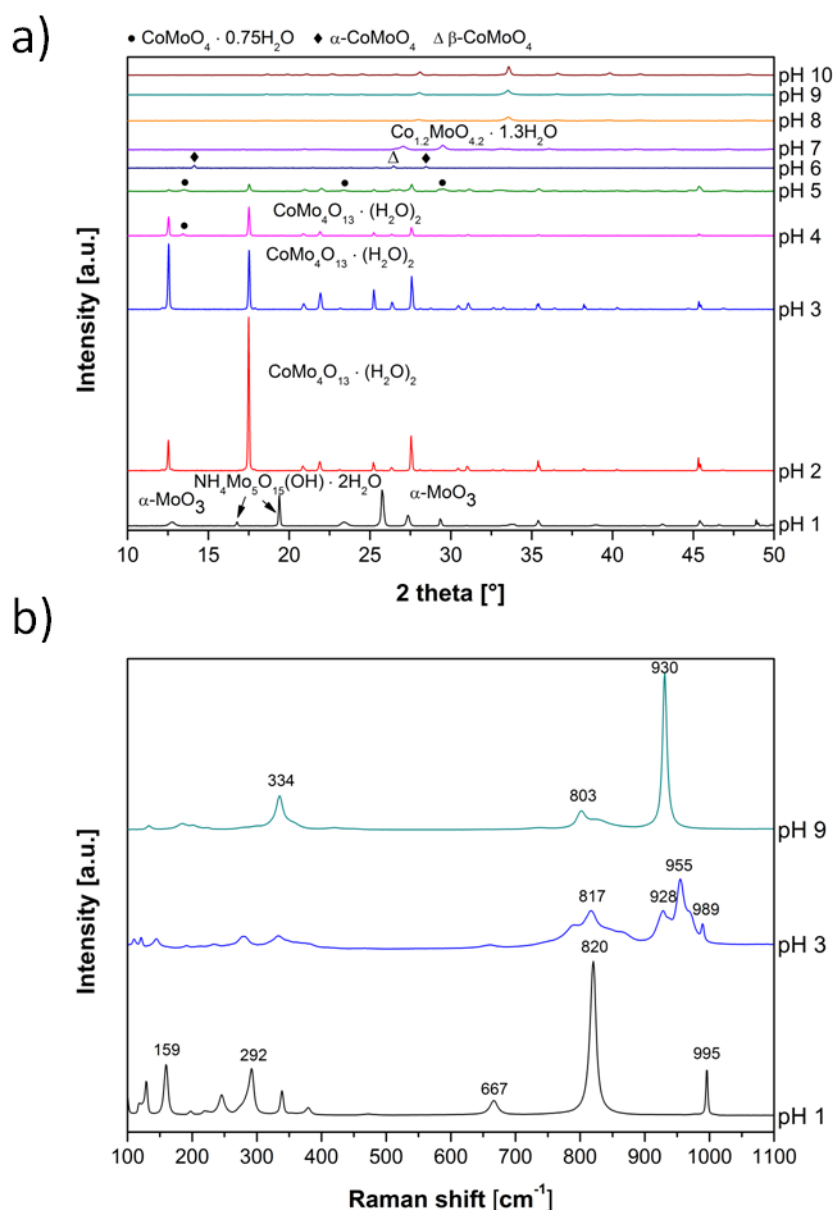 a)
● CoMoO₄ · 0.75H₂O ♦ α-CoMoO₄ Δ β-CoMoO₄
pH 10
pH 9
pH 8
Co₁.₂MoO₄.₂ · 1.3H₂O
pH 7
Δ
pH 6
pH 5
CoMo₄O₁₃ · (H₂O)₂
pH 4
CoMo₄O₁₃ · (H₂O)₂
pH 3
CoMo₄O₁₃ · (H₂O)₂
pH 2
NH₄Mo₅O₁₅(OH) · 2H₂O
α-MoO₃
α-MoO₃
pH 1
Intensity [a.u.]
10 15 20 25 30 35 40 45 50
2 theta [°]
b)
930
334
803
pH 9
955
817
928
989
pH 3
820
159
292
667
995
pH 1
Intensity [a.u.]
100 200 300 400 500 600 700 800 900 1000 1100
Raman shift [cm⁻¹]